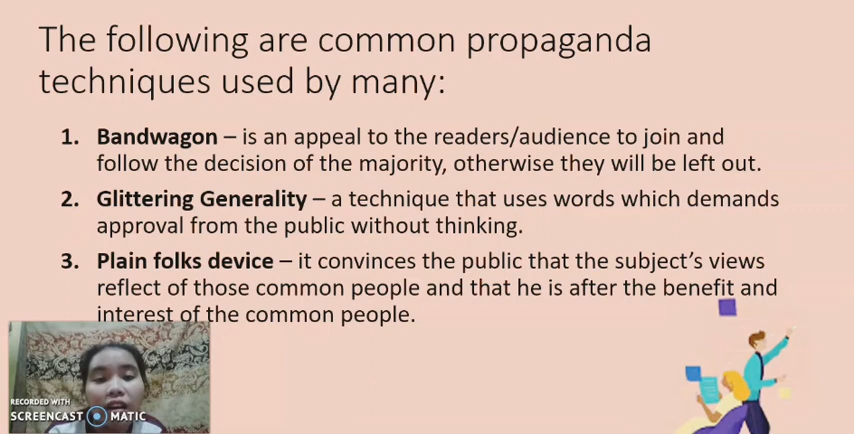 The following are common propaganda
techniques used by many:
1. Bandwagon – is an appeal to the readers/audience to join and
follow the decision of the majority, otherwise they will be left out.
2. Glittering Generality – a technique that uses words which demands
approval from the public without thinking.
3. Plain folks device – it convinces the public that the subject's views
reflect of those common people and that he is after the benefit and
interest of the common people.
RECORDED WITH
SCREENCAST MATIC